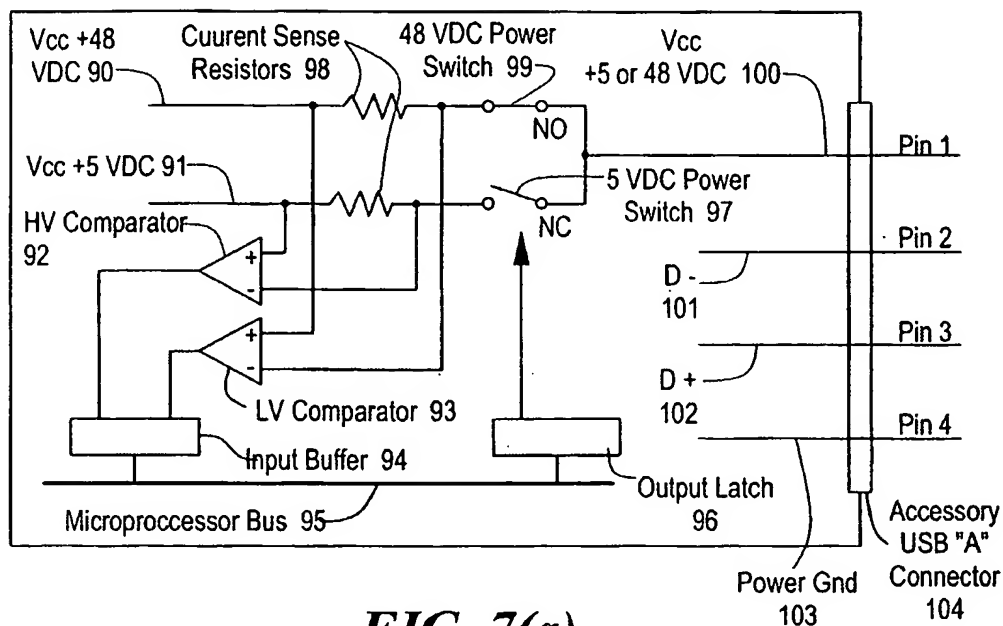 Vcc +48
VDC 90
Cuurent Sense
Resistors 98
48 VDC Power
Switch 99
Vcc
+5 or 48 VDC 100
NO
Pin 1
Vcc +5 VDC 91
5 VDC Power
Switch 97
NC
HV Comparator
92
+
-
Pin 2
D -
101
+
-
Pin 3
D +
102
LV Comparator 93
Pin 4
Input Buffer 94
Output Latch
96
Microproccessor Bus 95
Accessory
USB "A"
Connector
104
Power Gnd
103
FIG. 7(a)